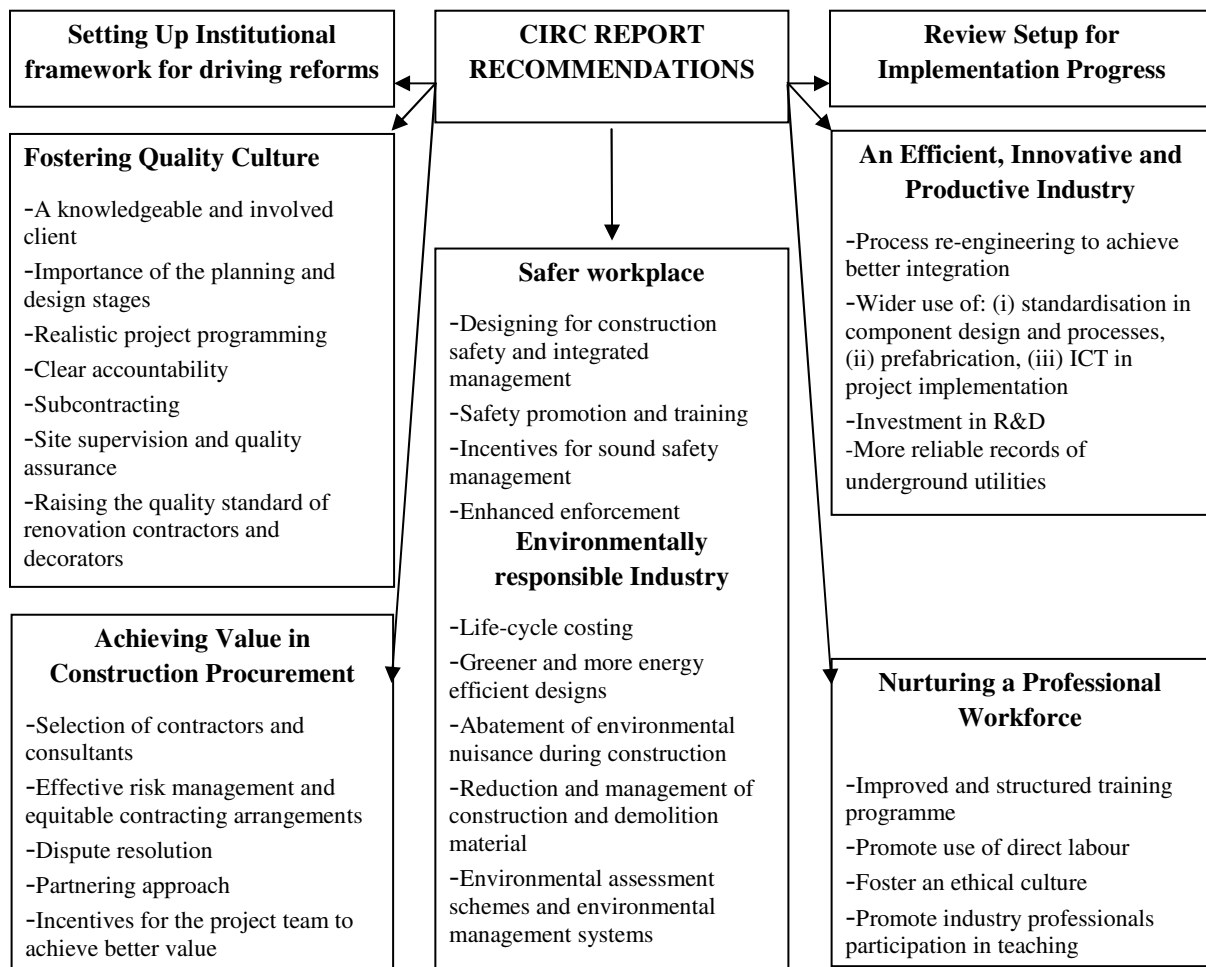 Setting Up Institutional
framework for driving reforms
CIRC REPORT
RECOMMENDATIONS
Review Setup for
Implementation Progress
Fostering Quality Culture
-A knowledgeable and involved
client
-Importance of the planning and
design stages
-Realistic project programming
-Clear accountability
-Subcontracting
-Site supervision and quality
assurance
-Raising the quality standard of
renovation contractors and
decorators
Safer workplace
-Designing for construction
safety and integrated
management
-Safety promotion and training
-Incentives for sound safety
management
-Enhanced enforcement
Environmentally
responsible Industry
-Life-cycle costing
-Greener and more energy
efficient designs
-Abatement of environmental
nuisance during construction
-Reduction and management of
construction and demolition
material
-Environmental assessment
schemes and environmental
management systems
An Efficient, Innovative and
Productive Industry
-Process re-engineering to achieve
better integration
-Wider use of: (i) standardisation in
component design and processes,
(ii) prefabrication, (iii) ICT in
project implementation
-Investment in R&D
-More reliable records of
underground utilities
Achieving Value in
Construction Procurement
-Selection of contractors and
consultants
-Effective risk management and
equitable contracting arrangements
-Dispute resolution
-Partnering approach
-Incentives for the project team to
achieve better value
Nurturing a Professional
Workforce
-Improved and structured training
programme
-Promote use of direct labour
-Foster an ethical culture
-Promote industry professionals
participation in teaching